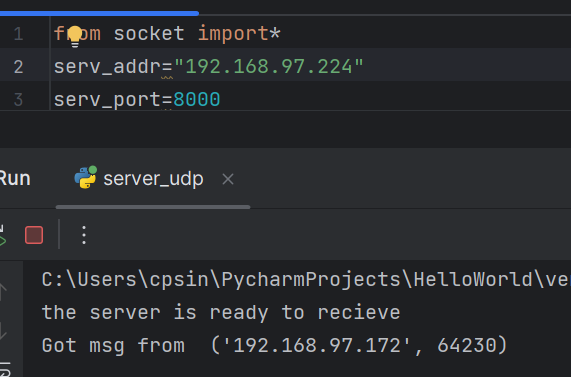 1 from socket import*
2 serv_addr="192.168.97.224"
3 serv_port=8000
Run server_udp
C:\Users\cpsin\PycharmProjects\HelloWorld\ve
the server is ready to recieve
Got msg from  ('192.168.97.172', 64230)